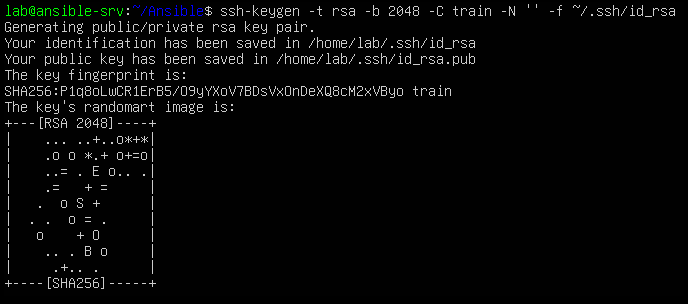 lab@ansible-srv:~/Ansible$ ssh-keygen -t rsa -b 2048 -C train -N '' -f ~/.ssh/id_rsa
Generating public/private rsa key pair.
Your identification has been saved in /home/lab/.ssh/id_rsa
Your public key has been saved in /home/lab/.ssh/id_rsa.pub
The key fingerprint is:
SHA256:P1q8oLwCR1ErB5/O9yYXoV7BDsVxOnDeXQ8cM2xVByo train
The key's randomart image is:
+---[RSA 2048]----+
|    ... ..+..o*+*|
|    .o o *.+ o+=o|
|    ..= . E o.. .|
|    .=   + =     |
|   .  o S +      |
|  . .  o = .     |
|   o    + O      |
|    .. . B o     |
|     .+.. .      |
+----[SHA256]-----+